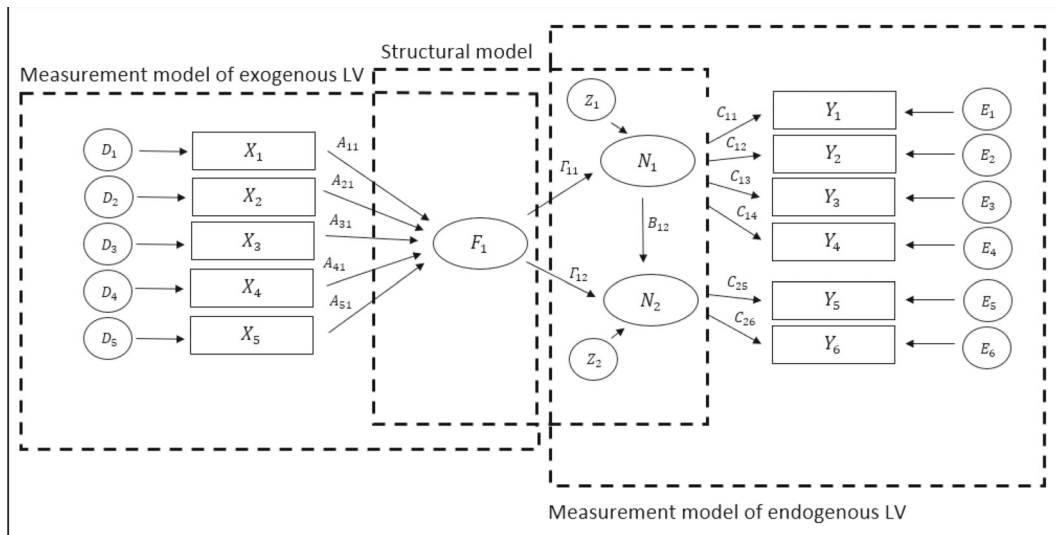 Structural model
Measurement model of exogenous LV
Z₁
D₁ X₁ A₁₁ C₁₁ Y₁ E₁
Γ₁₁ N₁ C₁₂ Y₂ E₂
D₂ X₂ A₂₁ C₁₃ Y₃ E₃
D₃ X₃ A₃₁ F₁ B₁₂ C₁₄ Y₄ E₄
D₄ X₄ A₄₁ Γ₁₂ N₂ C₂₅ Y₅ E₅
D₅ X₅ A₅₁ Z₂ C₂₆ Y₆ E₆
Measurement model of endogenous LV